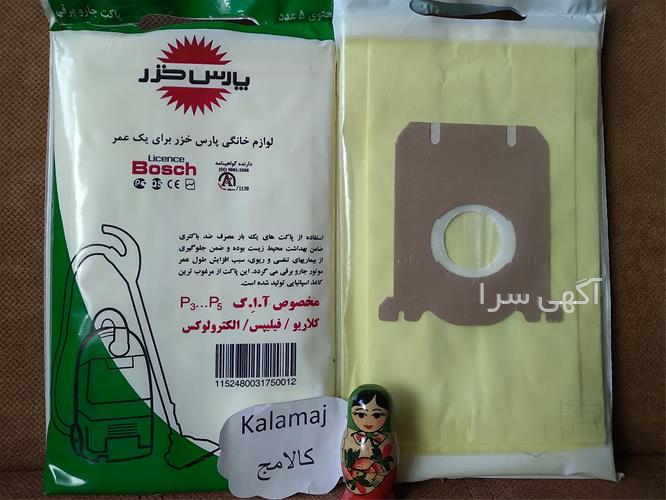 محتوی ۵ عدد
پاکت جارو برقی
پارس خزر
لوازم خانگی پارس خزر برای یک عمر
Licence
Bosch
دارنده گواهینامه
ISO 9001:2008
CE
/1130
استفاده از پاکت های یک بار مصرف ضد باکتری
ضامن بهداشت محیط زیست بوده و ضمن جلوگیری
از بیماریهای تنفسی و ریوی، سبب افزایش طول عمر
موتور جارو برقی می گردد. این پاکت از مرغوب ترین
کاغذ اسپانیایی تولید شده است.
مخصوص آ.ا.گ P3...P5
کلاریو / فیلیپس / الکترولوکس
1152480031750012
Kalamaj
کالامج
آگهی سرا